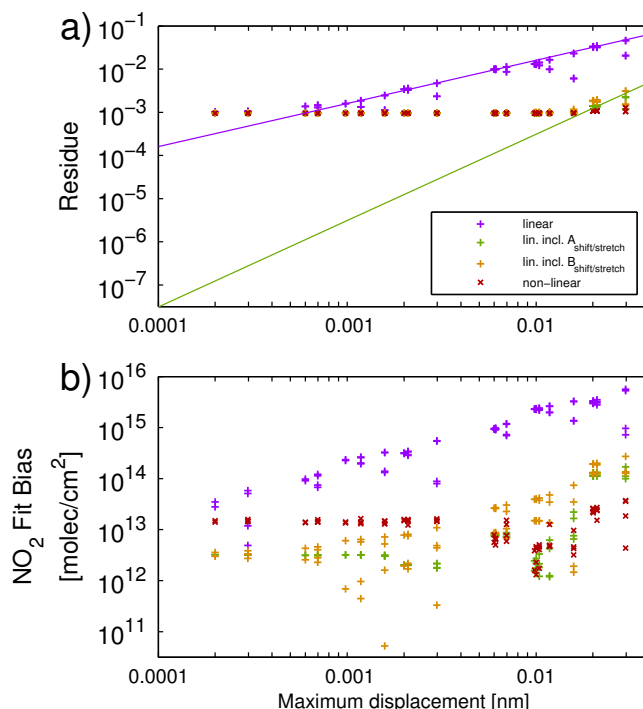 a)
10^-1
10^-2
10^-3
10^-4
10^-5
10^-6
10^-7
Residue
linear
lin. incl. A_shift/stretch
lin. incl. B_shift/stretch
non-linear
0.0001
0.001
0.01
b)
10^16
10^15
10^14
10^13
10^12
10^11
NO_2 Fit Bias
[molec/cm^2]
0.0001
0.001
0.01
Maximum displacement [nm]